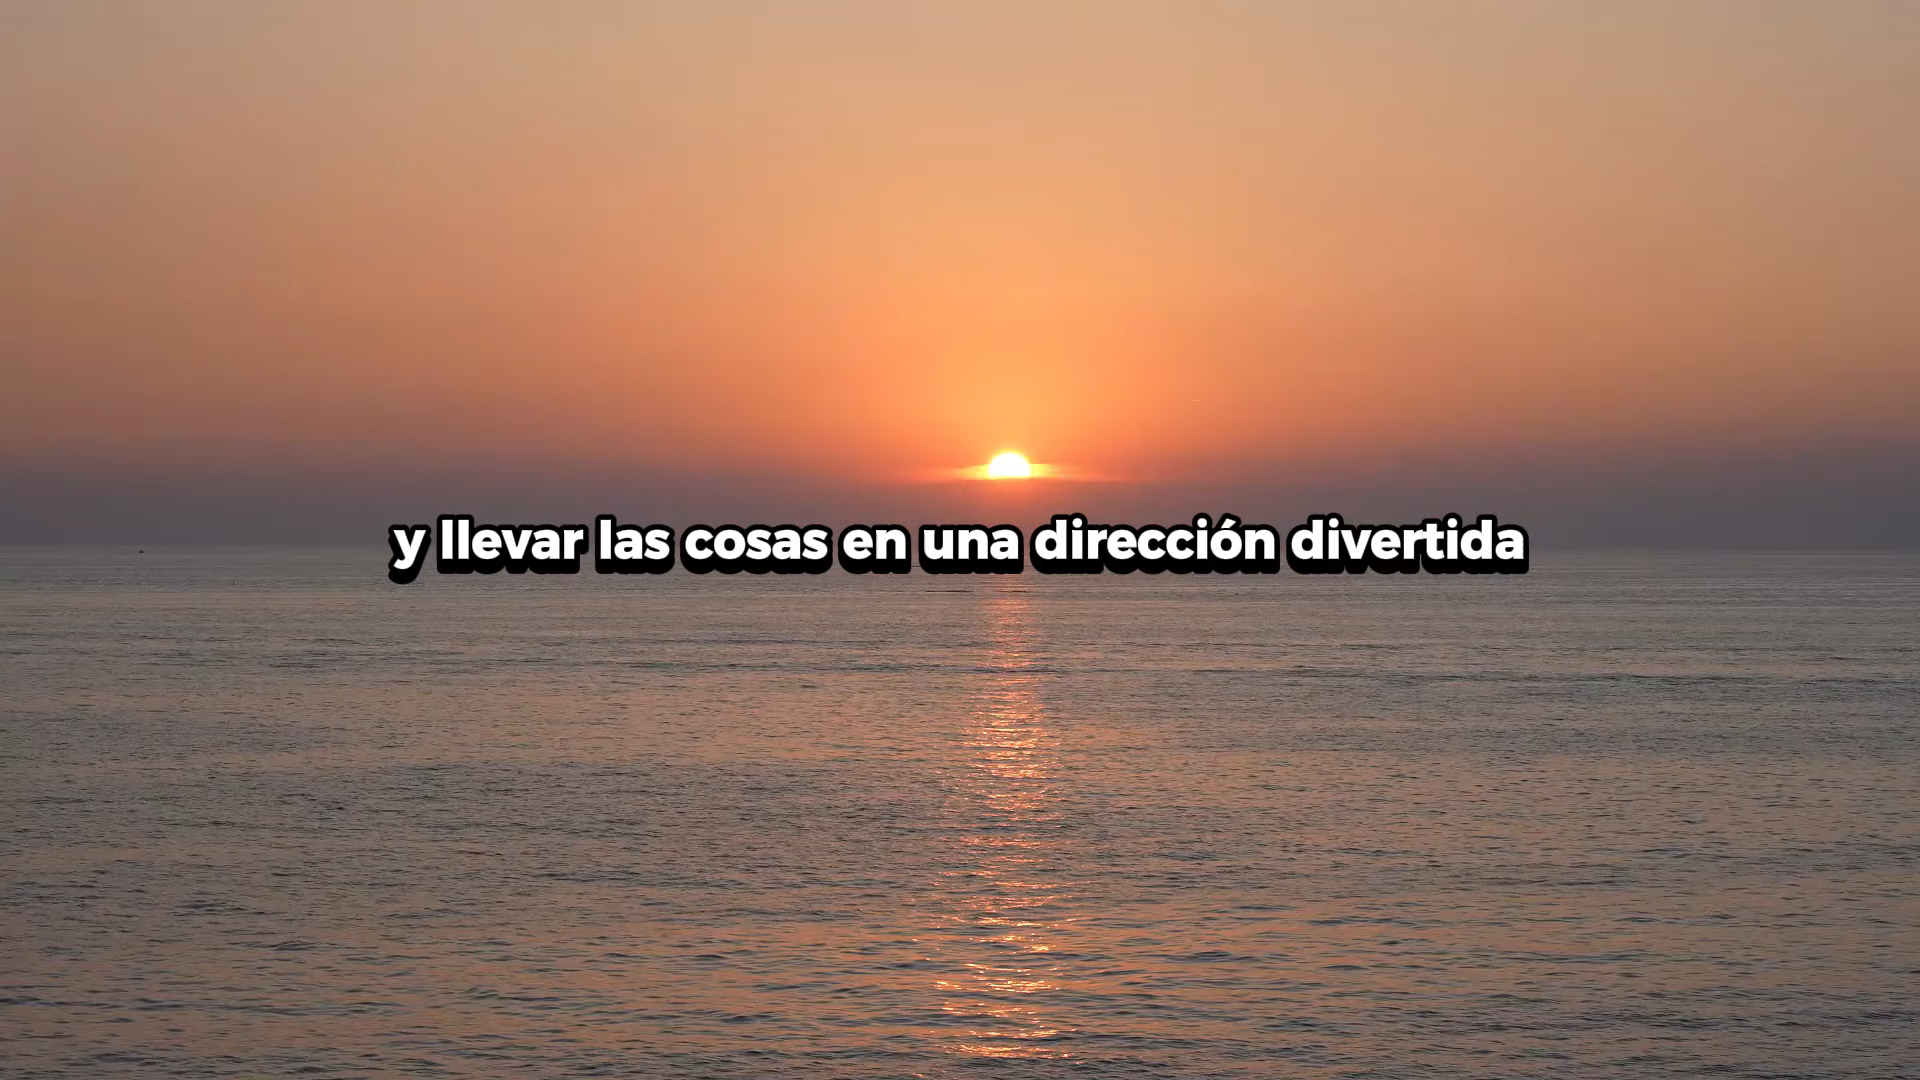 y llevar las cosas en una dirección divertida